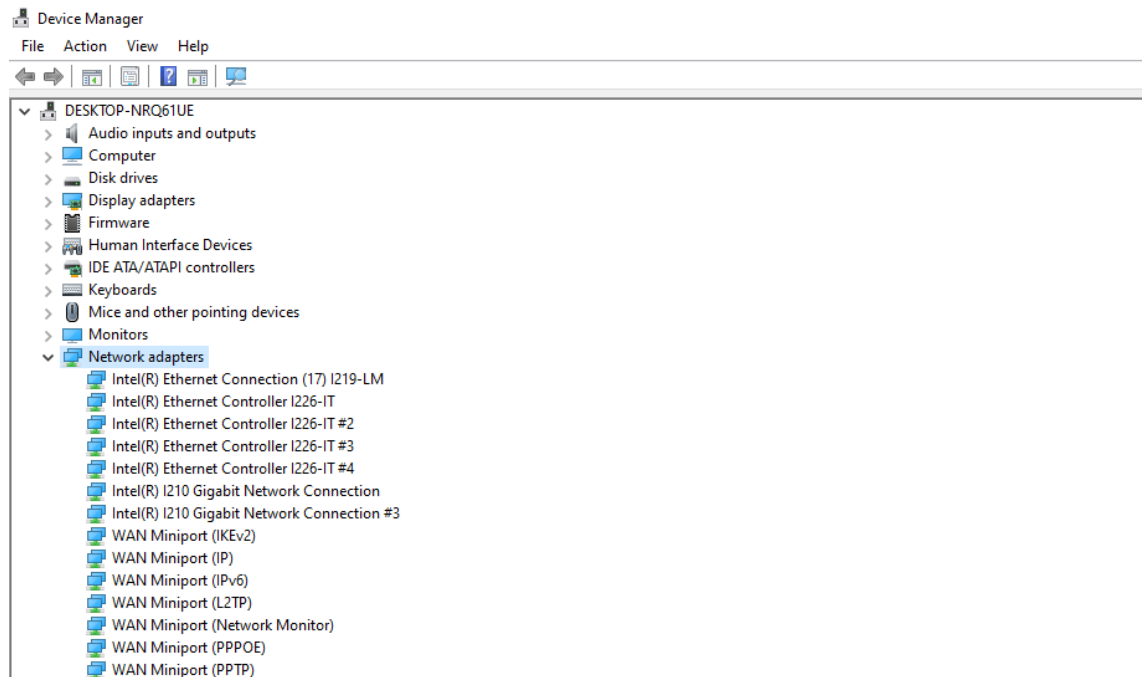 Device Manager
File Action View Help
DESKTOP-NRQ61UE
Audio inputs and outputs
Computer
Disk drives
Display adapters
Firmware
Human Interface Devices
IDE ATA/ATAPI controllers
Keyboards
Mice and other pointing devices
Monitors
Network adapters
Intel(R) Ethernet Connection (17) I219-LM
Intel(R) Ethernet Controller I226-IT
Intel(R) Ethernet Controller I226-IT #2
Intel(R) Ethernet Controller I226-IT #3
Intel(R) Ethernet Controller I226-IT #4
Intel(R) I210 Gigabit Network Connection
Intel(R) I210 Gigabit Network Connection #3
WAN Miniport (IKEv2)
WAN Miniport (IP)
WAN Miniport (IPv6)
WAN Miniport (L2TP)
WAN Miniport (Network Monitor)
WAN Miniport (PPPOE)
WAN Miniport (PPTP)